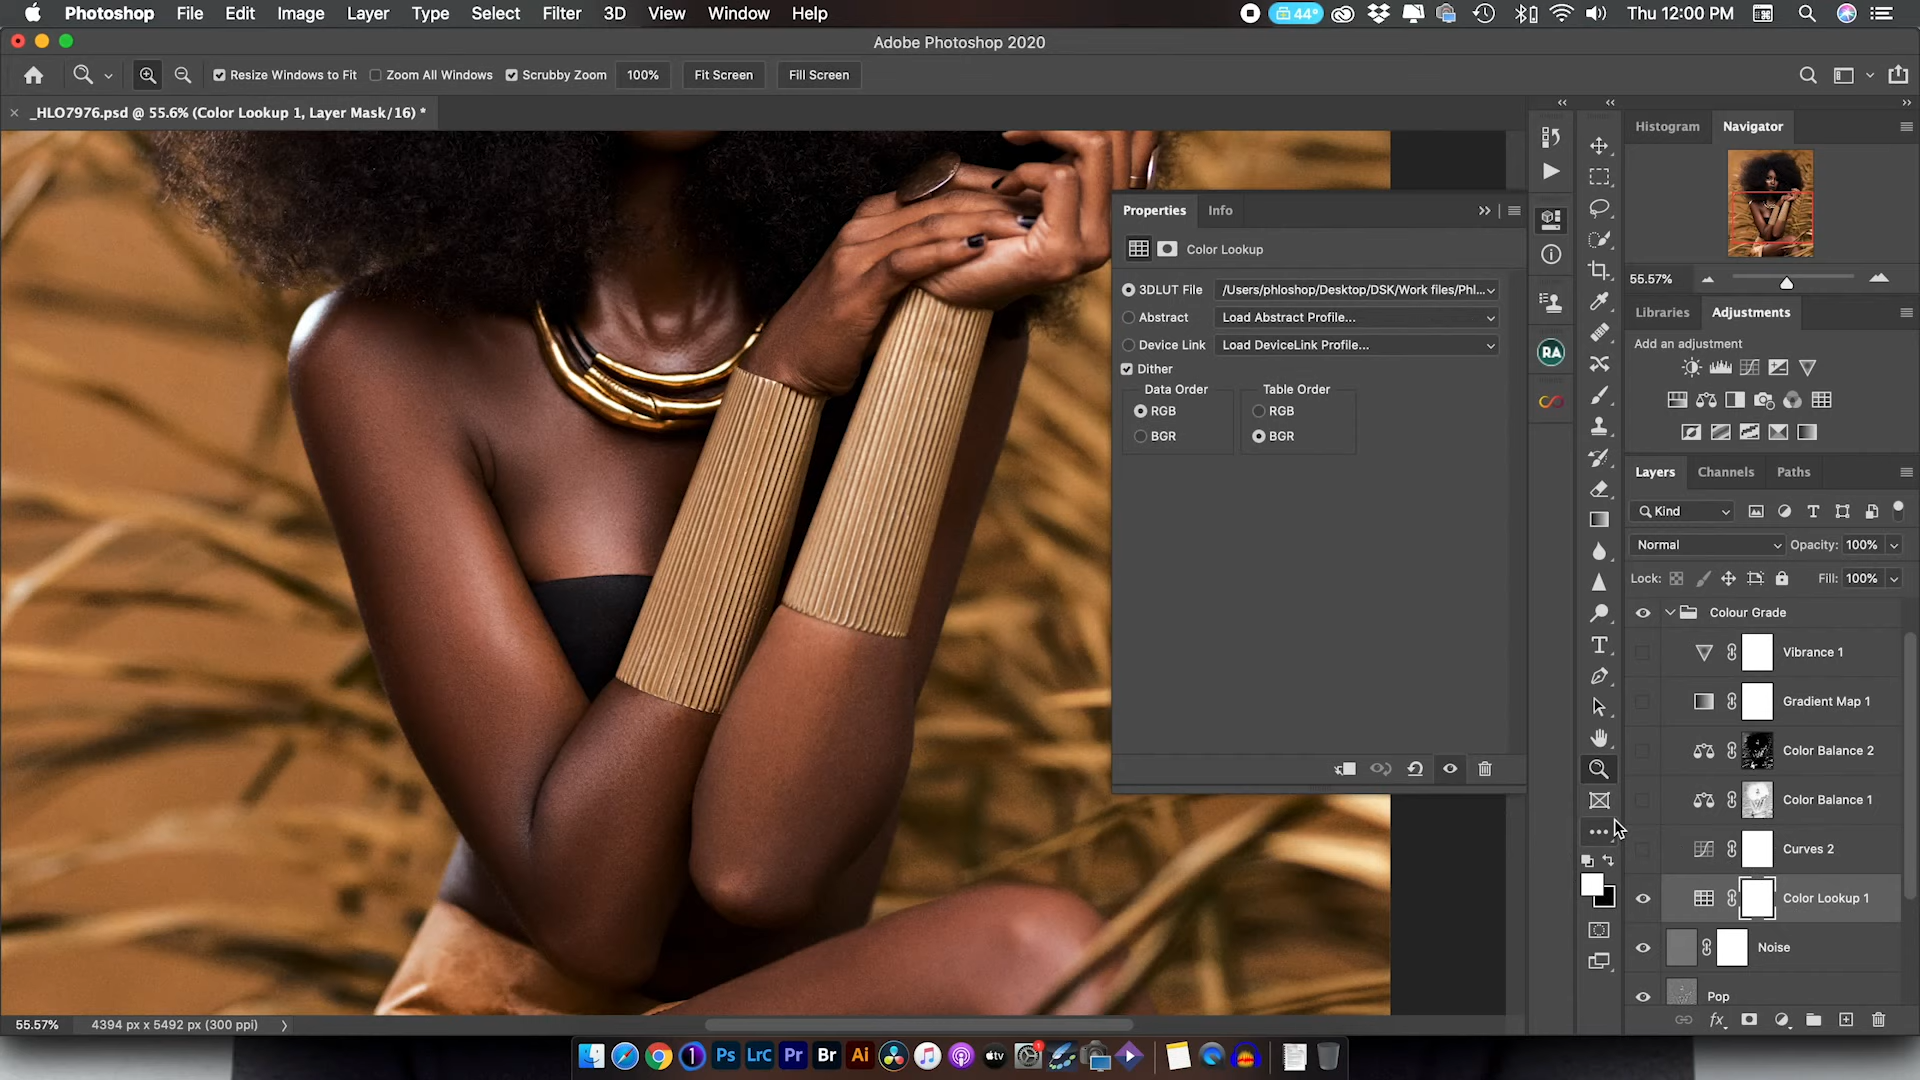 Photoshop File Edit Image Layer Type Select Filter 3D View Window Help 44° Thu 12:00 PM
Adobe Photoshop 2020
Resize Windows to Fit Zoom All Windows Scrubby Zoom 100% Fit Screen Fill Screen
_HLO7976.psd @ 55.6% (Color Lookup 1, Layer Mask/16) *
Histogram Navigator
55.57%
Libraries Adjustments
Add an adjustment
Properties Info
Color Lookup
3DLUT File /Users/phloshop/Desktop/DSK/Work files/Phl...
Abstract Load Abstract Profile...
Device Link Load DeviceLink Profile...
Dither
Data Order Table Order
RGB RGB
BGR BGR
RA
Layers Channels Paths
Kind
Normal Opacity: 100%
Lock: Fill: 100%
Colour Grade
Vibrance 1
Gradient Map 1
Color Balance 2
Color Balance 1
Curves 2
Color Lookup 1
Noise
Pop
fx
55.57% 4394 px x 5492 px (300 ppi)
Ps LrC Pr Br Ai tv 1